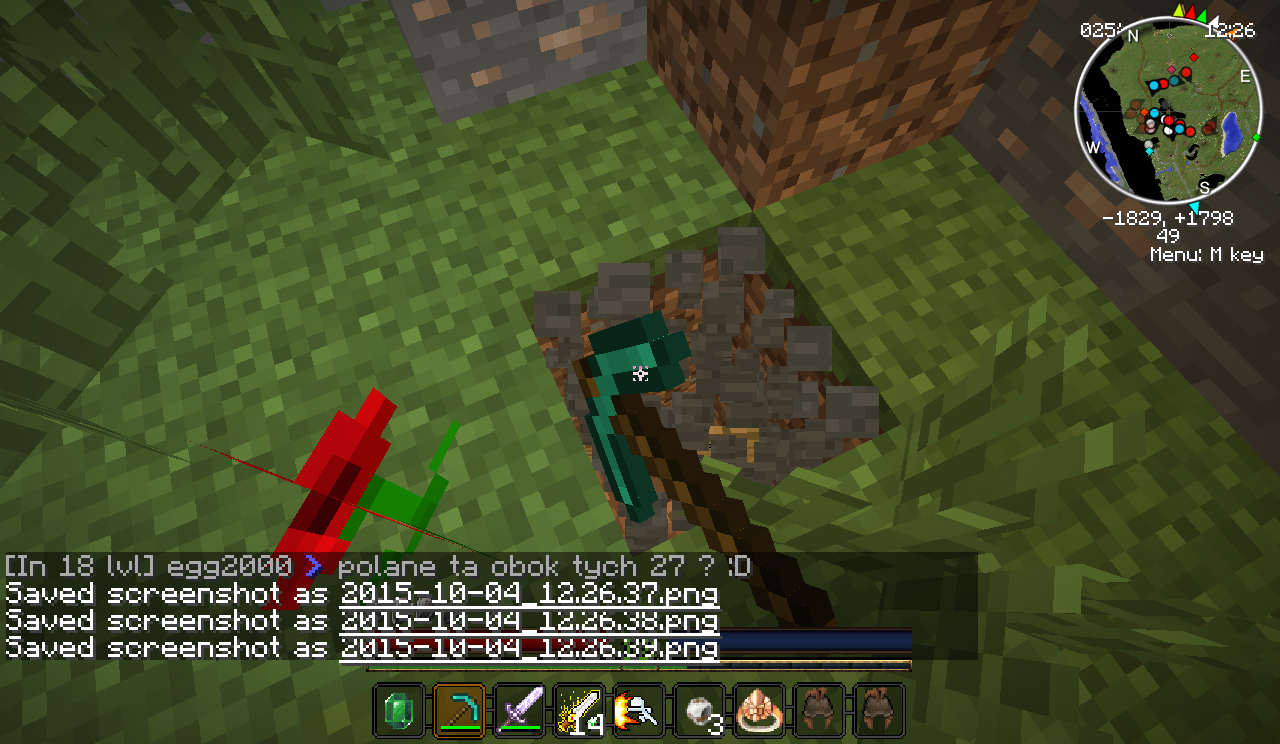 025° 12:26
N
E
W
S
-1829, +1798
49
Menu: M key
[In 18 lvl] egg2000 > polane ta obok tych 27 ? :D
Saved screenshot as 2015-10-04_12.26.37.png
Saved screenshot as 2015-10-04_12.26.38.png
Saved screenshot as 2015-10-04_12.26.39.png
14
3